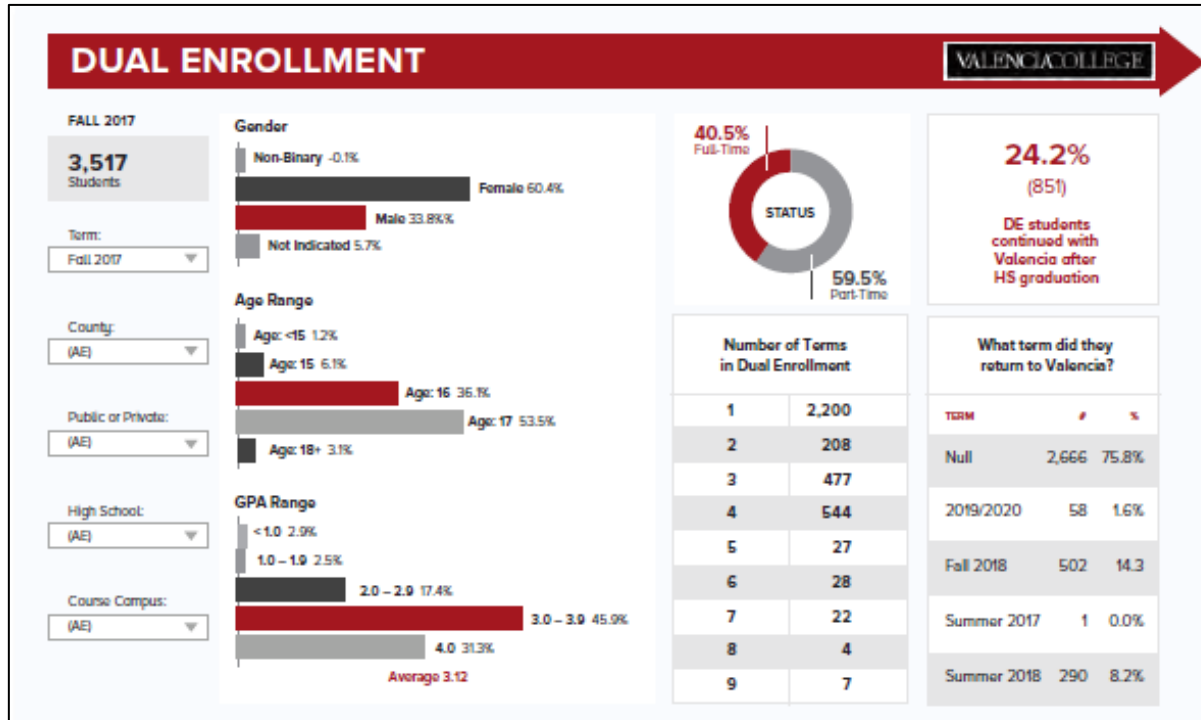 DUAL ENROLLMENT
VALENCIACOLLEGE
FALL 2017
3,517
Students
Term:
Fall 2017
County:
(AE)
Public or Private:
(AE)
High School:
(AE)
Course Campus:
(AE)
Gender
Non-Binary -0.1%
Female 60.4%
Male 33.8%%
Not Indicated 5.7%
Age Range
Age: <15 1.2%
Age: 15 6.1%
Age: 16 36.1%
Age: 17 53.5%
Age: 18+ 3.1%
GPA Range
<1.0 2.9%
1.0 – 1.9 2.5%
2.0 – 2.9 17.4%
3.0 – 3.9 45.9%
4.0 31.3%
Average 3.12
40.5%
Full-Time
STATUS
59.5%
Part-Time
24.2%
(851)
DE students
continued with
Valencia after
HS graduation
Number of Terms
in Dual Enrollment
1 2,200
2 208
3 477
4 544
5 27
6 28
7 22
8 4
9 7
What term did they
return to Valencia?
TERM # %
Null 2,666 75.8%
2019/2020 58 1.6%
Fall 2018 502 14.3
Summer 2017 1 0.0%
Summer 2018 290 8.2%